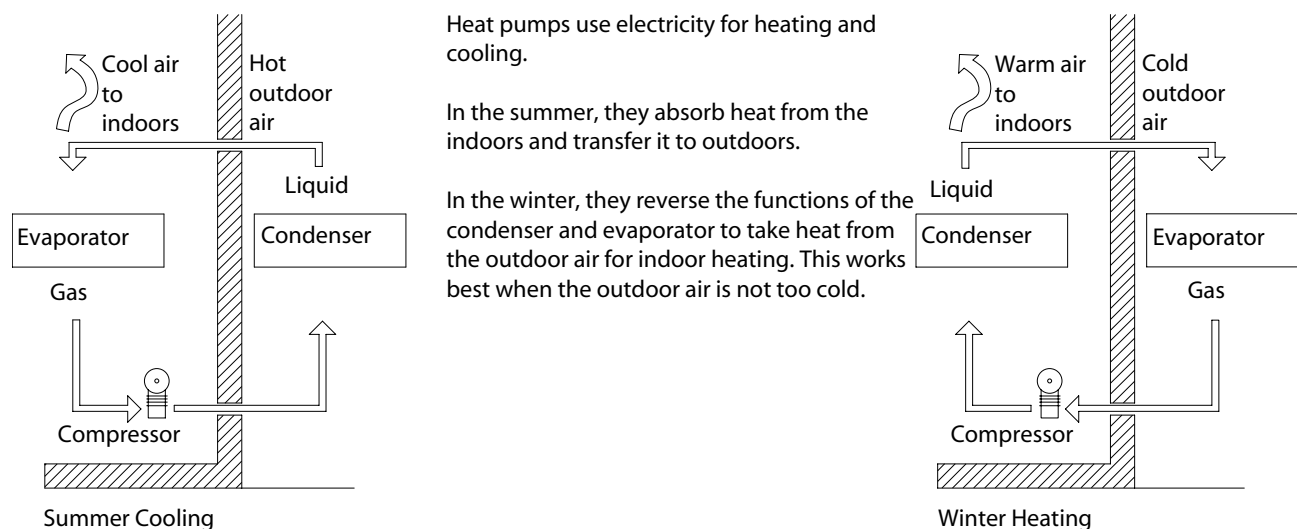 Cool air
to
indoors
Hot
outdoor
air
Liquid
Evaporator
Condenser
Gas
Compressor
Summer Cooling
Heat pumps use electricity for heating and
cooling.
In the summer, they absorb heat from the
indoors and transfer it to outdoors.
In the winter, they reverse the functions of the
condenser and evaporator to take heat from
the outdoor air for indoor heating. This works
best when the outdoor air is not too cold.
Warm air
to
indoors
Cold
outdoor
air
Liquid
Condenser
Evaporator
Gas
Compressor
Winter Heating